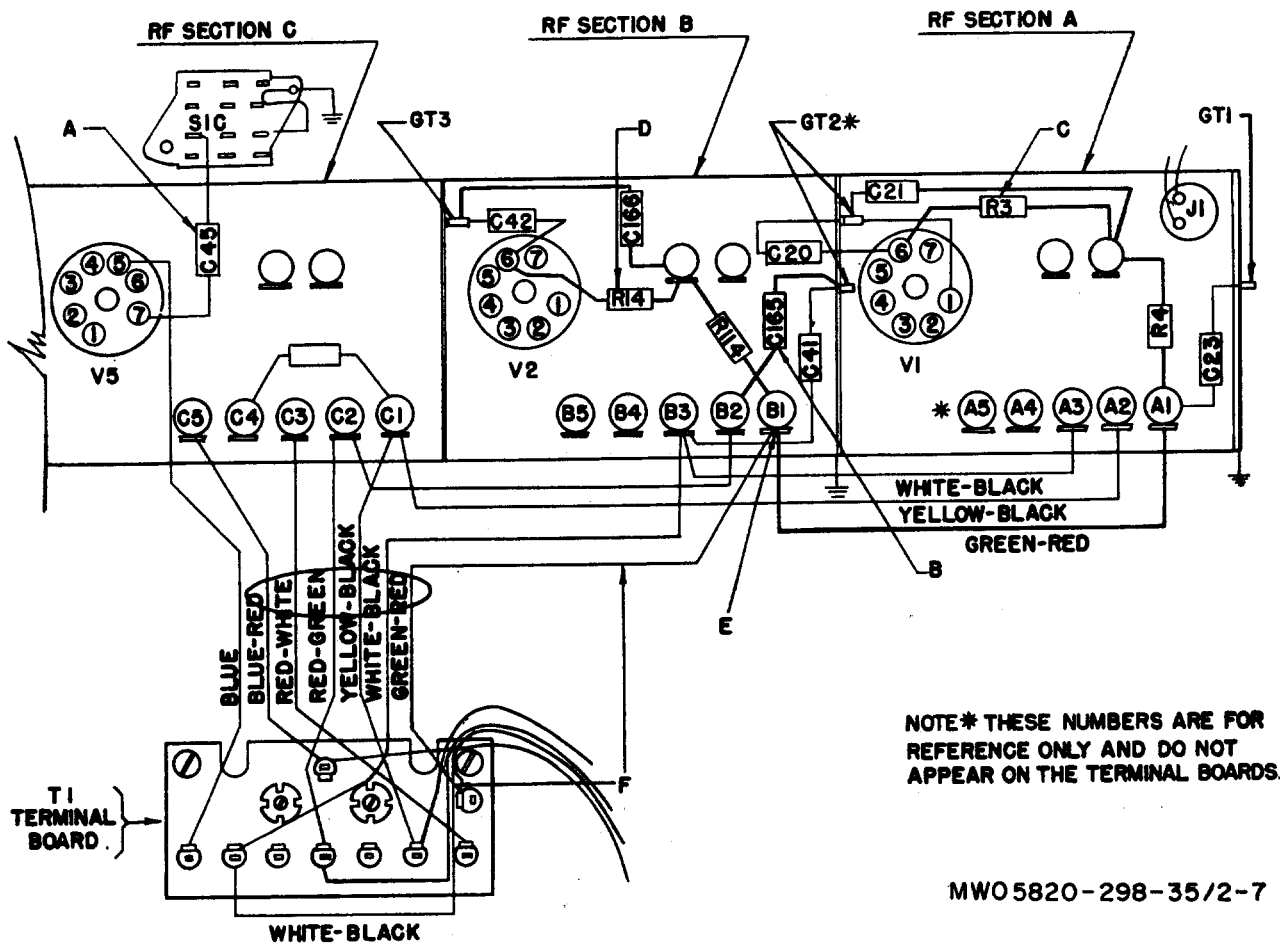 RF SECTION C
RF SECTION B
RF SECTION A
S1C
A
GT3
D
GT2*
C
GT1
C42
C166
C21
R3
J1
C45
C20
4
5
3
6
2
7
1
V5
6
7
5
4
1
3
2
V2
R14
R114
C165
C41
6
7
5
4
1
3
2
V1
R4
C23
C5
C4
C3
C2
C1
B5
B4
B3
B2
B1
* A5
A4
A3
A2
A1
WHITE-BLACK
YELLOW-BLACK
GREEN-RED
B
E
BLUE
BLUE-RED
RED-WHITE
RED-GREEN
YELLOW-BLACK
WHITE-BLACK
GREEN-RED
F
NOTE* THESE NUMBERS ARE FOR
REFERENCE ONLY AND DO NOT
APPEAR ON THE TERMINAL BOARDS.
T1
TERMINAL
BOARD
WHITE-BLACK
MWO 5820-298-35/2-7